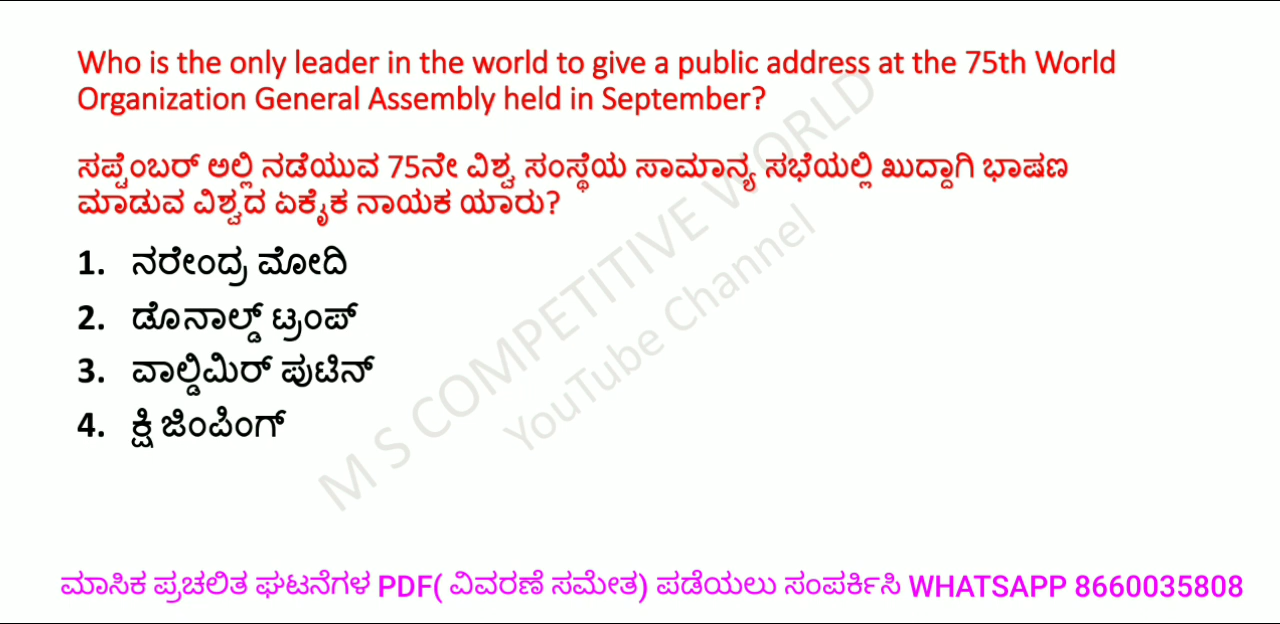 Who is the only leader in the world to give a public address at the 75th World
Organization General Assembly held in September?
ಸಪ್ಟೆಂಬರ್ ಅಲ್ಲಿ ನಡೆಯುವ 75ನೇ ವಿಶ್ವ ಸಂಸ್ಥೆಯ ಸಾಮಾನ್ಯ ಸಭೆಯಲ್ಲಿ ಖುದ್ದಾಗಿ ಭಾಷಣ
ಮಾಡುವ ವಿಶ್ವದ ಏಕೈಕ ನಾಯಕ ಯಾರು?
1. ನರೇಂದ್ರ ಮೋದಿ
2. ಡೊನಾಲ್ಡ್ ಟ್ರಂಪ್
3. ವಾಲ್ಡಿಮಿರ್ ಪುಟಿನ್
4. ಕ್ಷಿ ಜಿಂಪಿಂಗ್
M S COMPETITIVE WORLD
YouTube Channel
ಮಾಸಿಕ ಪ್ರಚಲಿತ ಘಟನೆಗಳ PDF( ವಿವರಣೆ ಸಮೇತ) ಪಡೆಯಲು ಸಂಪರ್ಕಿಸಿ WHATSAPP 8660035808